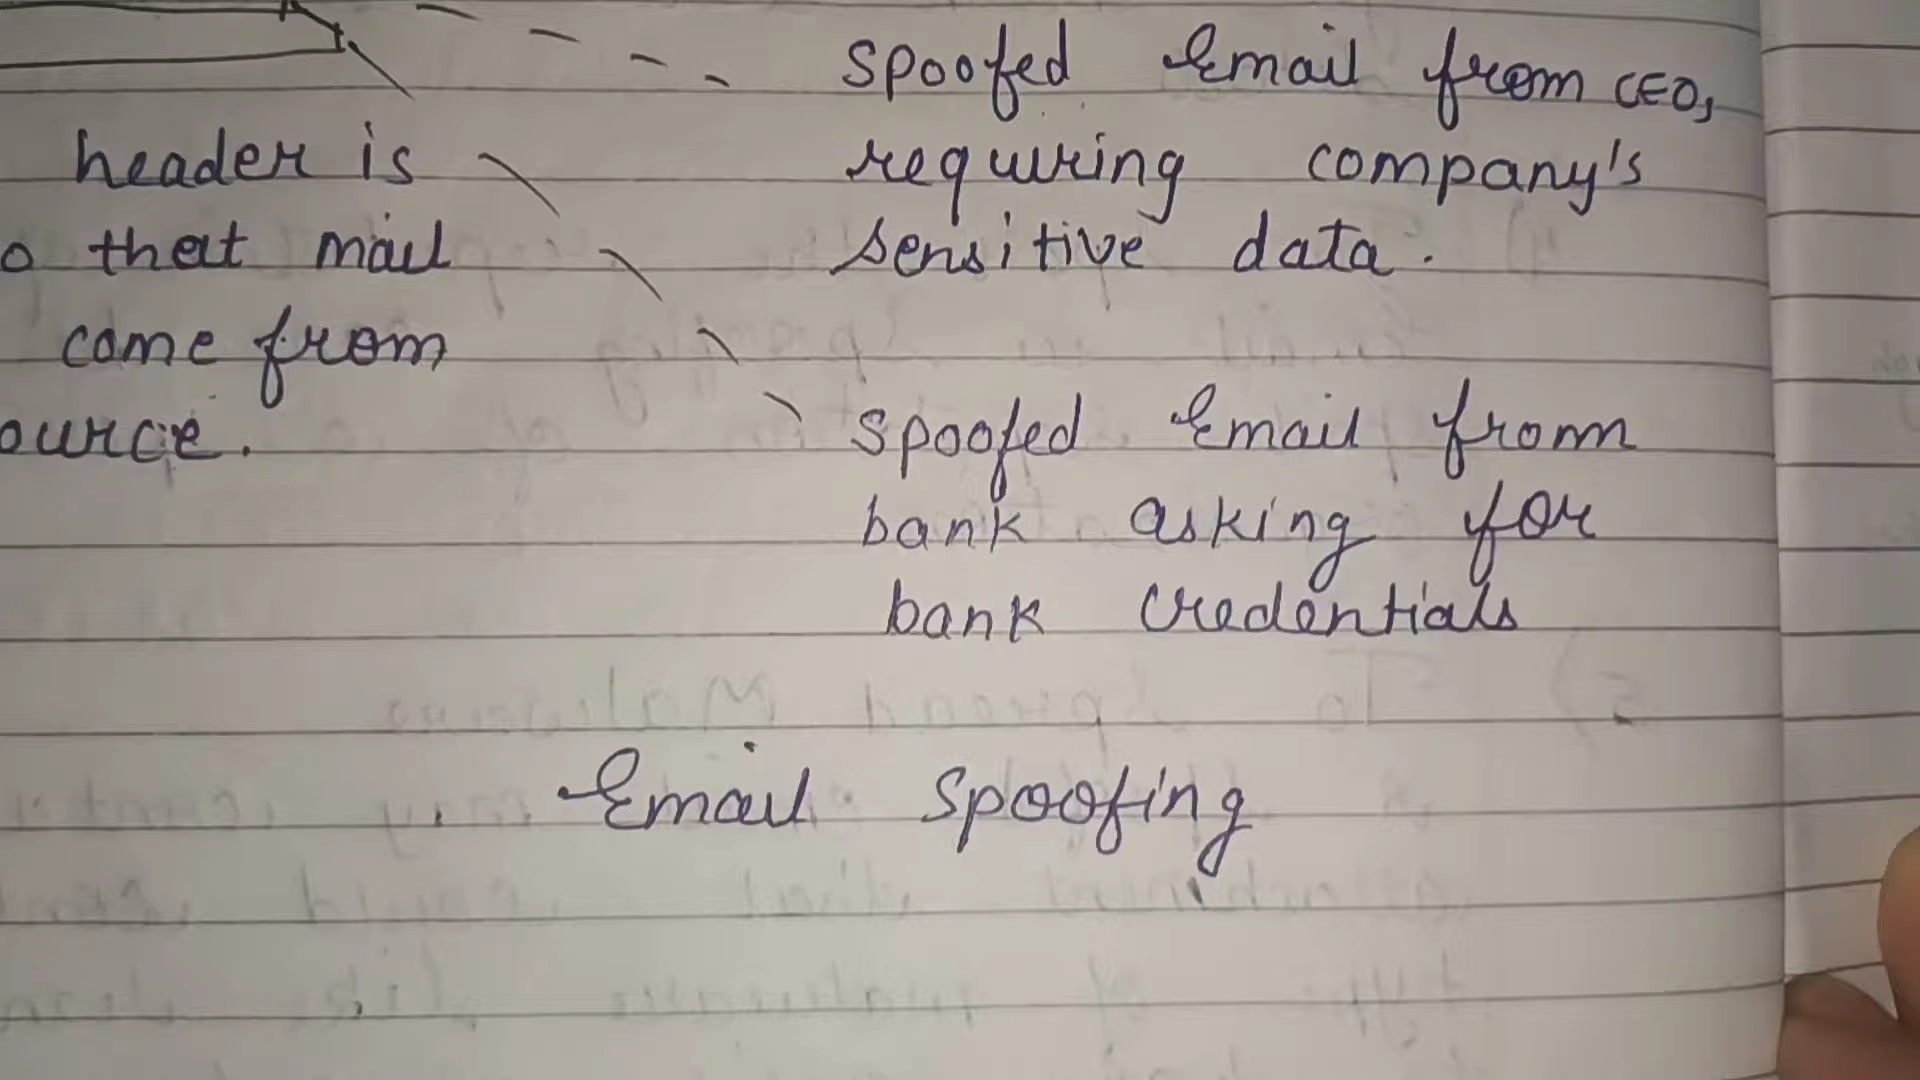 spoofed Email from CEO,
requiring company's
sensitive data.
header is
that mail
come from
spoofed Email from
bank asking for
bank credentials
Email spoofing